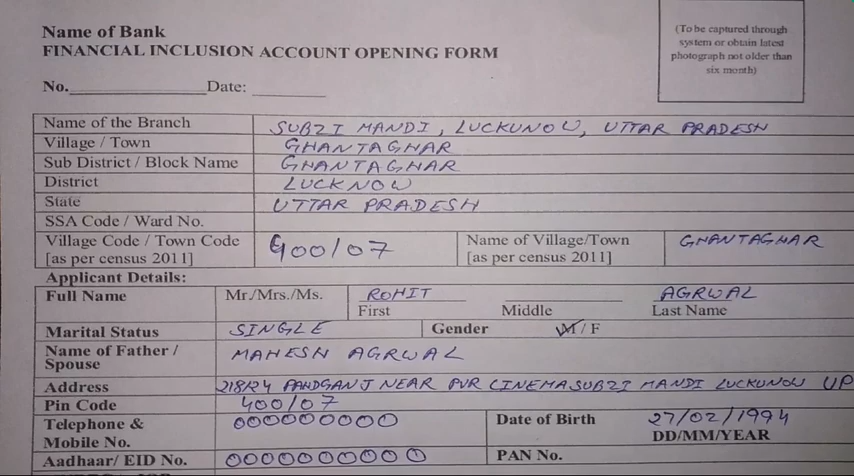 Name of Bank
FINANCIAL INCLUSION ACCOUNT OPENING FORM
(To be captured through
system or obtain latest
photograph not older than
six month)
No.____________ Date: ________
Name of the Branch SUBZI MANDI, LUCKUNOW, UTTAR PRADESH
Village / Town GHANTAGHAR
Sub District / Block Name GHANTAGHAR
District LUCKNOW
State UTTAR PRADESH
SSA Code / Ward No.
Village Code / Town Code 400/07 Name of Village/Town GHANTAGHAR
[as per census 2011] [as per census 2011]
Applicant Details:
Full Name Mr./Mrs./Ms. ROHIT AGRWAL
First Middle Last Name
Marital Status SINGLE Gender M / F
Name of Father / MAHESH AGRWAL
Spouse
Address 218/24 NEAR PVR CINEMA SUBZI MANDI LUCKUNOW UP
Pin Code 400/07
Telephone & 000000000 Date of Birth 27/02/1994
Mobile No. DD/MM/YEAR
Aadhaar/ EID No. 0000000000 PAN No.